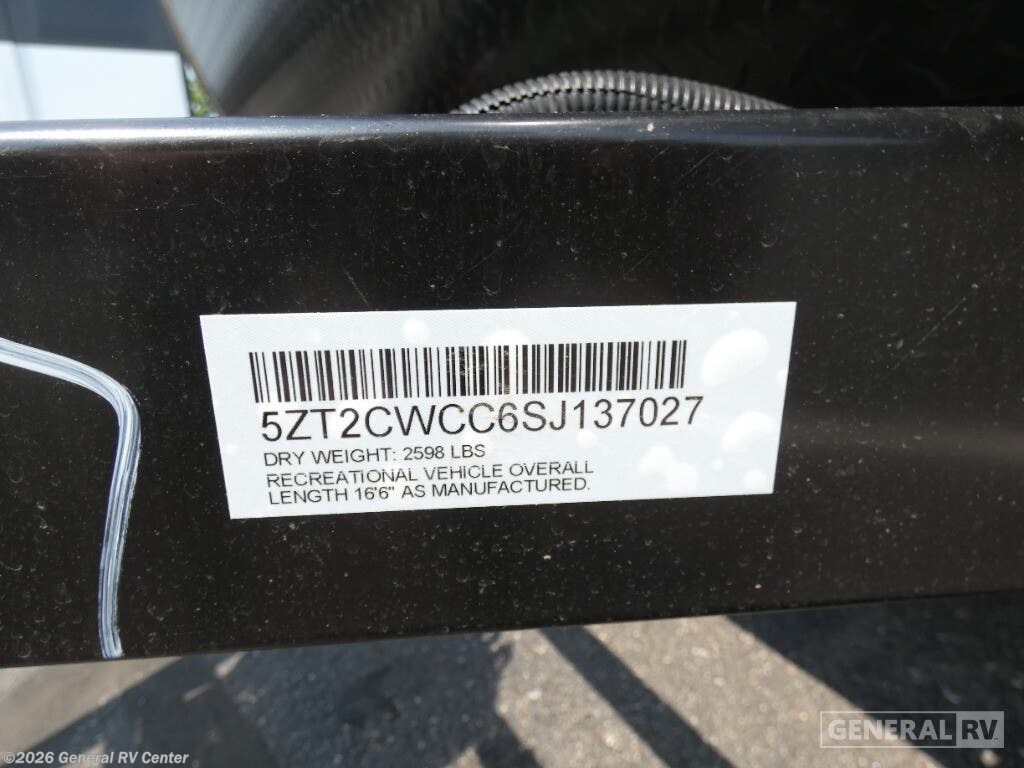 5ZT2CWCC6SJ137027
DRY WEIGHT: 2598 LBS
RECREATIONAL VEHICLE OVERALL
LENGTH 16'6" AS MANUFACTURED.
GENERAL RV
©2026 General RV Center